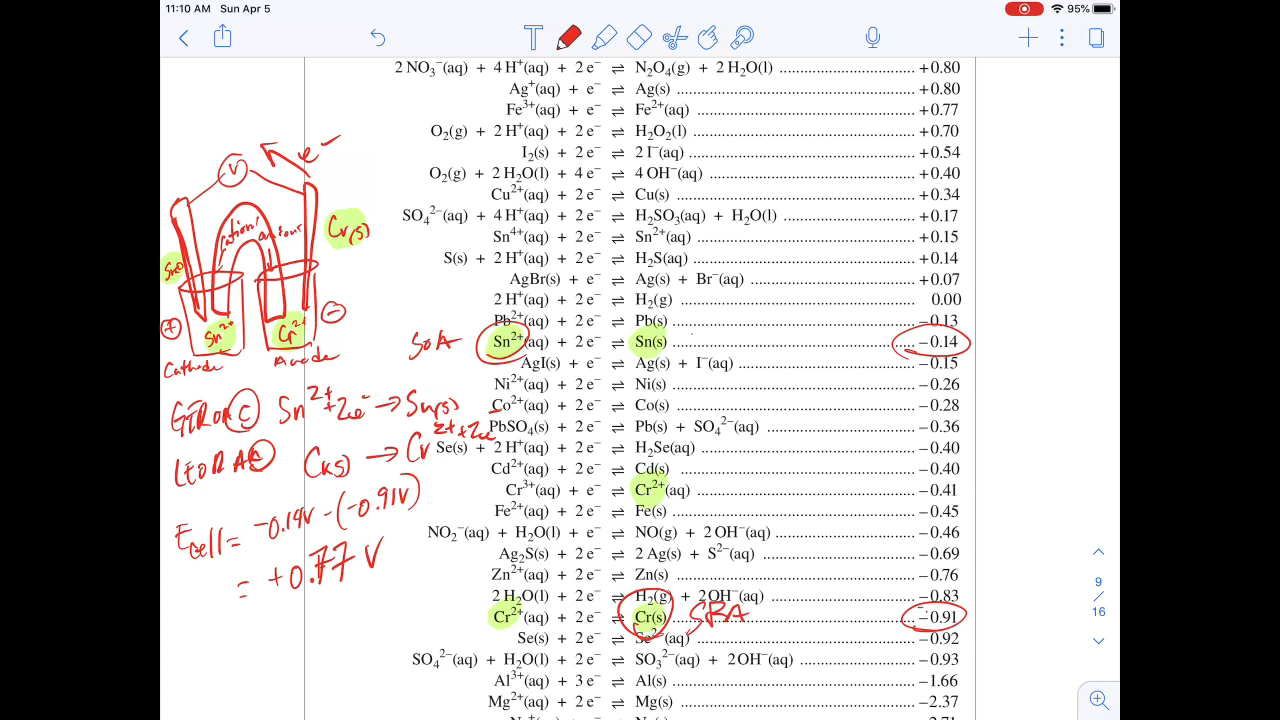 11:10 AM Sun Apr 5
95%
T
2 NO₃⁻(aq) + 4 H⁺(aq) + 2 e⁻ ⇌ N₂O₄(g) + 2 H₂O(l) ................ +0.80
Ag⁺(aq) + e⁻ ⇌ Ag(s) ................ +0.80
Fe³⁺(aq) + e⁻ ⇌ Fe²⁺(aq) ................ +0.77
O₂(g) + 2 H⁺(aq) + 2 e⁻ ⇌ H₂O₂(l) ................ +0.70
I₂(s) + 2 e⁻ ⇌ 2 I⁻(aq) ................ +0.54
O₂(g) + 2 H₂O(l) + 4 e⁻ ⇌ 4 OH⁻(aq) ................ +0.40
Cu²⁺(aq) + 2 e⁻ ⇌ Cu(s) ................ +0.34
SO₄²⁻(aq) + 4 H⁺(aq) + 2 e⁻ ⇌ H₂SO₃(aq) + H₂O(l) ................ +0.17
Sn⁴⁺(aq) + 2 e⁻ ⇌ Sn²⁺(aq) ................ +0.15
S(s) + 2 H⁺(aq) + 2 e⁻ ⇌ H₂S(aq) ................ +0.14
AgBr(s) + e⁻ ⇌ Ag(s) + Br⁻(aq) ................ +0.07
2 H⁺(aq) + 2 e⁻ ⇌ H₂(g) ................ 0.00
Pb²⁺(aq) + 2 e⁻ ⇌ Pb(s) ................ −0.13
SOA Sn²⁺(aq) + 2 e⁻ ⇌ Sn(s) ................ −0.14
AgI(s) + e⁻ ⇌ Ag(s) + I⁻(aq) ................ −0.15
Ni²⁺(aq) + 2 e⁻ ⇌ Ni(s) ................ −0.26
Co²⁺(aq) + 2 e⁻ ⇌ Co(s) ................ −0.28
PbSO₄(s) + 2 e⁻ ⇌ Pb(s) + SO₄²⁻(aq) ................ −0.36
Se(s) + 2 H⁺(aq) + 2 e⁻ ⇌ H₂Se(aq) ................ −0.40
Cd²⁺(aq) + 2 e⁻ ⇌ Cd(s) ................ −0.40
Cr³⁺(aq) + e⁻ ⇌ Cr²⁺(aq) ................ −0.41
Fe²⁺(aq) + 2 e⁻ ⇌ Fe(s) ................ −0.45
NO₂⁻(aq) + H₂O(l) + e⁻ ⇌ NO(g) + 2 OH⁻(aq) ................ −0.46
Ag₂S(s) + 2 e⁻ ⇌ 2 Ag(s) + S²⁻(aq) ................ −0.69
Zn²⁺(aq) + 2 e⁻ ⇌ Zn(s) ................ −0.76
2 H₂O(l) + 2 e⁻ ⇌ H₂(g) + 2 OH⁻(aq) ................ −0.83
Cr²⁺(aq) + 2 e⁻ ⇌ Cr(s) SRA ................ −0.91
Se(s) + 2 e⁻ ⇌ Se²⁻(aq) ................ −0.92
SO₄²⁻(aq) + H₂O(l) + 2 e⁻ ⇌ SO₃²⁻(aq) + 2 OH⁻(aq) ................ −0.93
Al³⁺(aq) + 3 e⁻ ⇌ Al(s) ................ −1.66
Mg²⁺(aq) + 2 e⁻ ⇌ Mg(s) ................ −2.37
e⁻
V
cations anions
Cr(s)
+ Sn²⁺ Cr²⁺ −
Cathode Anode
GEROA C Sn²⁺ + 2e⁻ → Sn(s)
LEOR A Cr(s) → Cr²⁺ + 2e⁻
Ecell = −0.14V − (−0.91V)
= +0.77 V
9
/
16